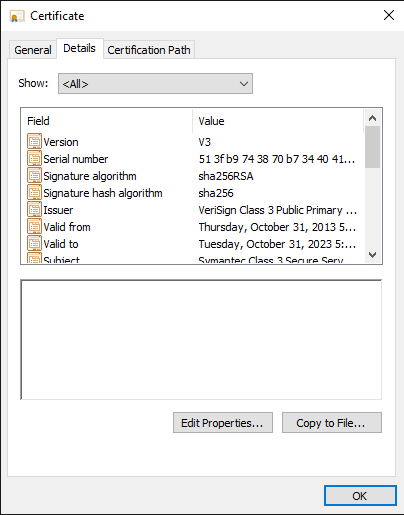 Certificate
General Details Certification Path
Show: <All>
Field Value
Version V3
Serial number 51 3f b9 74 38 70 b7 34 40 41...
Signature algorithm sha256RSA
Signature hash algorithm sha256
Issuer VeriSign Class 3 Public Primary ...
Valid from Thursday, October 31, 2013 5...
Valid to Tuesday, October 31, 2023 5:...
Subject Symantec Class 3 Secure Serv...
Edit Properties... Copy to File...
OK